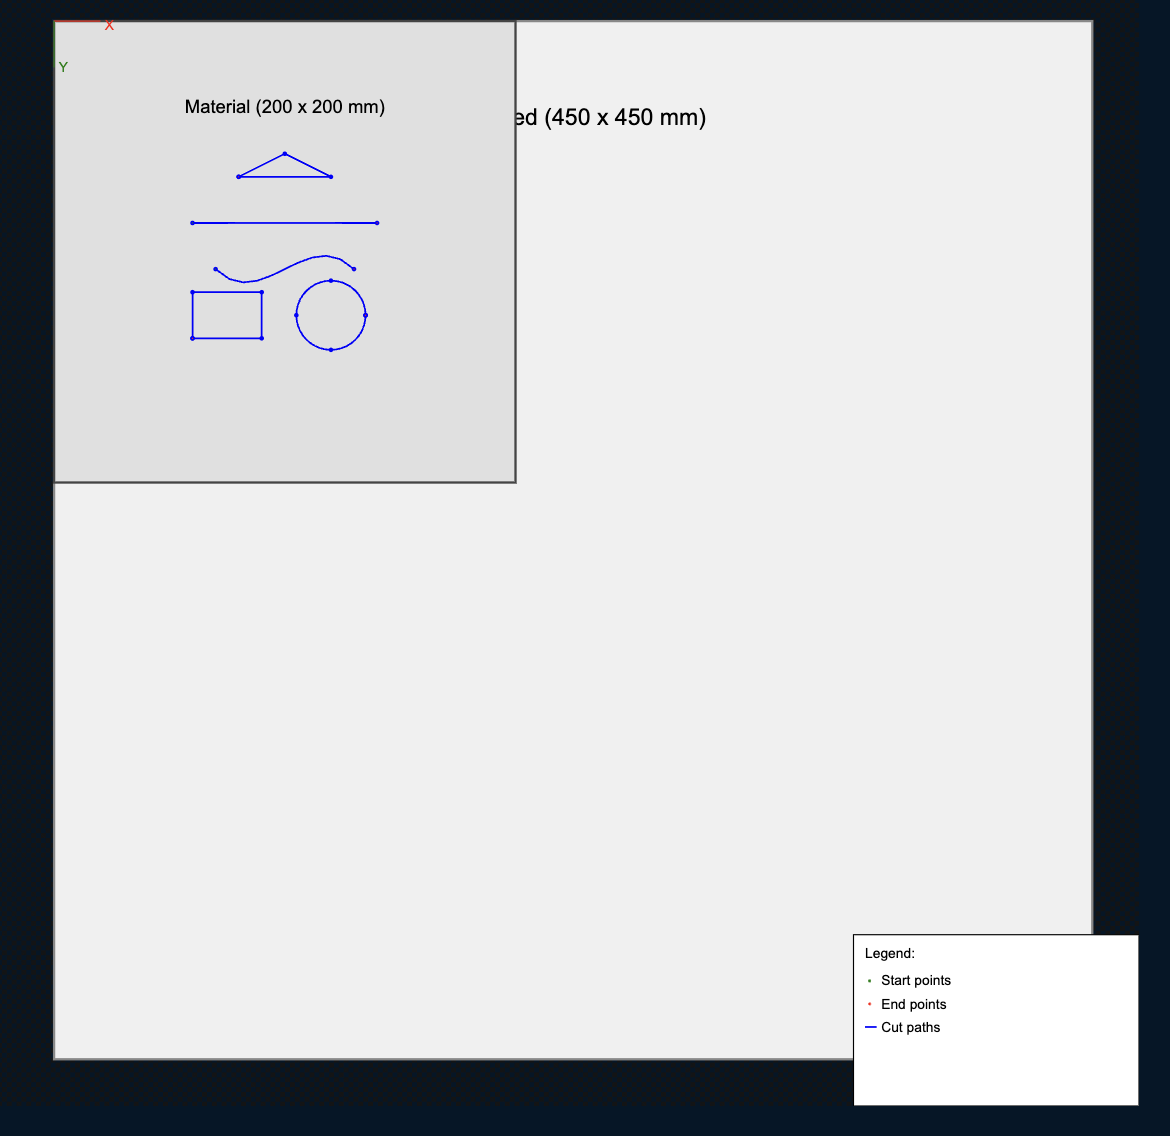 X
Y
Material (200 x 200 mm)
ed (450 x 450 mm)
Legend:
Start points
End points
Cut paths